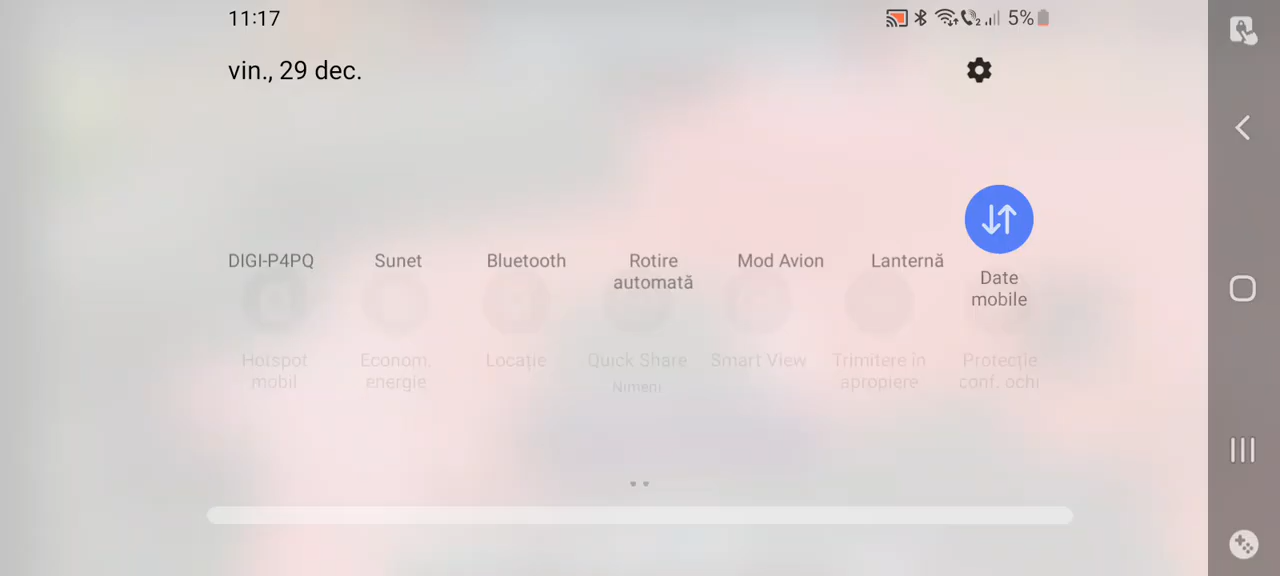 11:17
5%
vin., 29 dec.
DIGI-P4PQ
Sunet
Bluetooth
Rotire
automată
Mod Avion
Lanternă
Date
mobile
Hotspot
mobil
Econom.
energie
Locație
Quick Share
Nimeni
Smart View
Trimitere în
apropiere
Protecție
conf. ochi